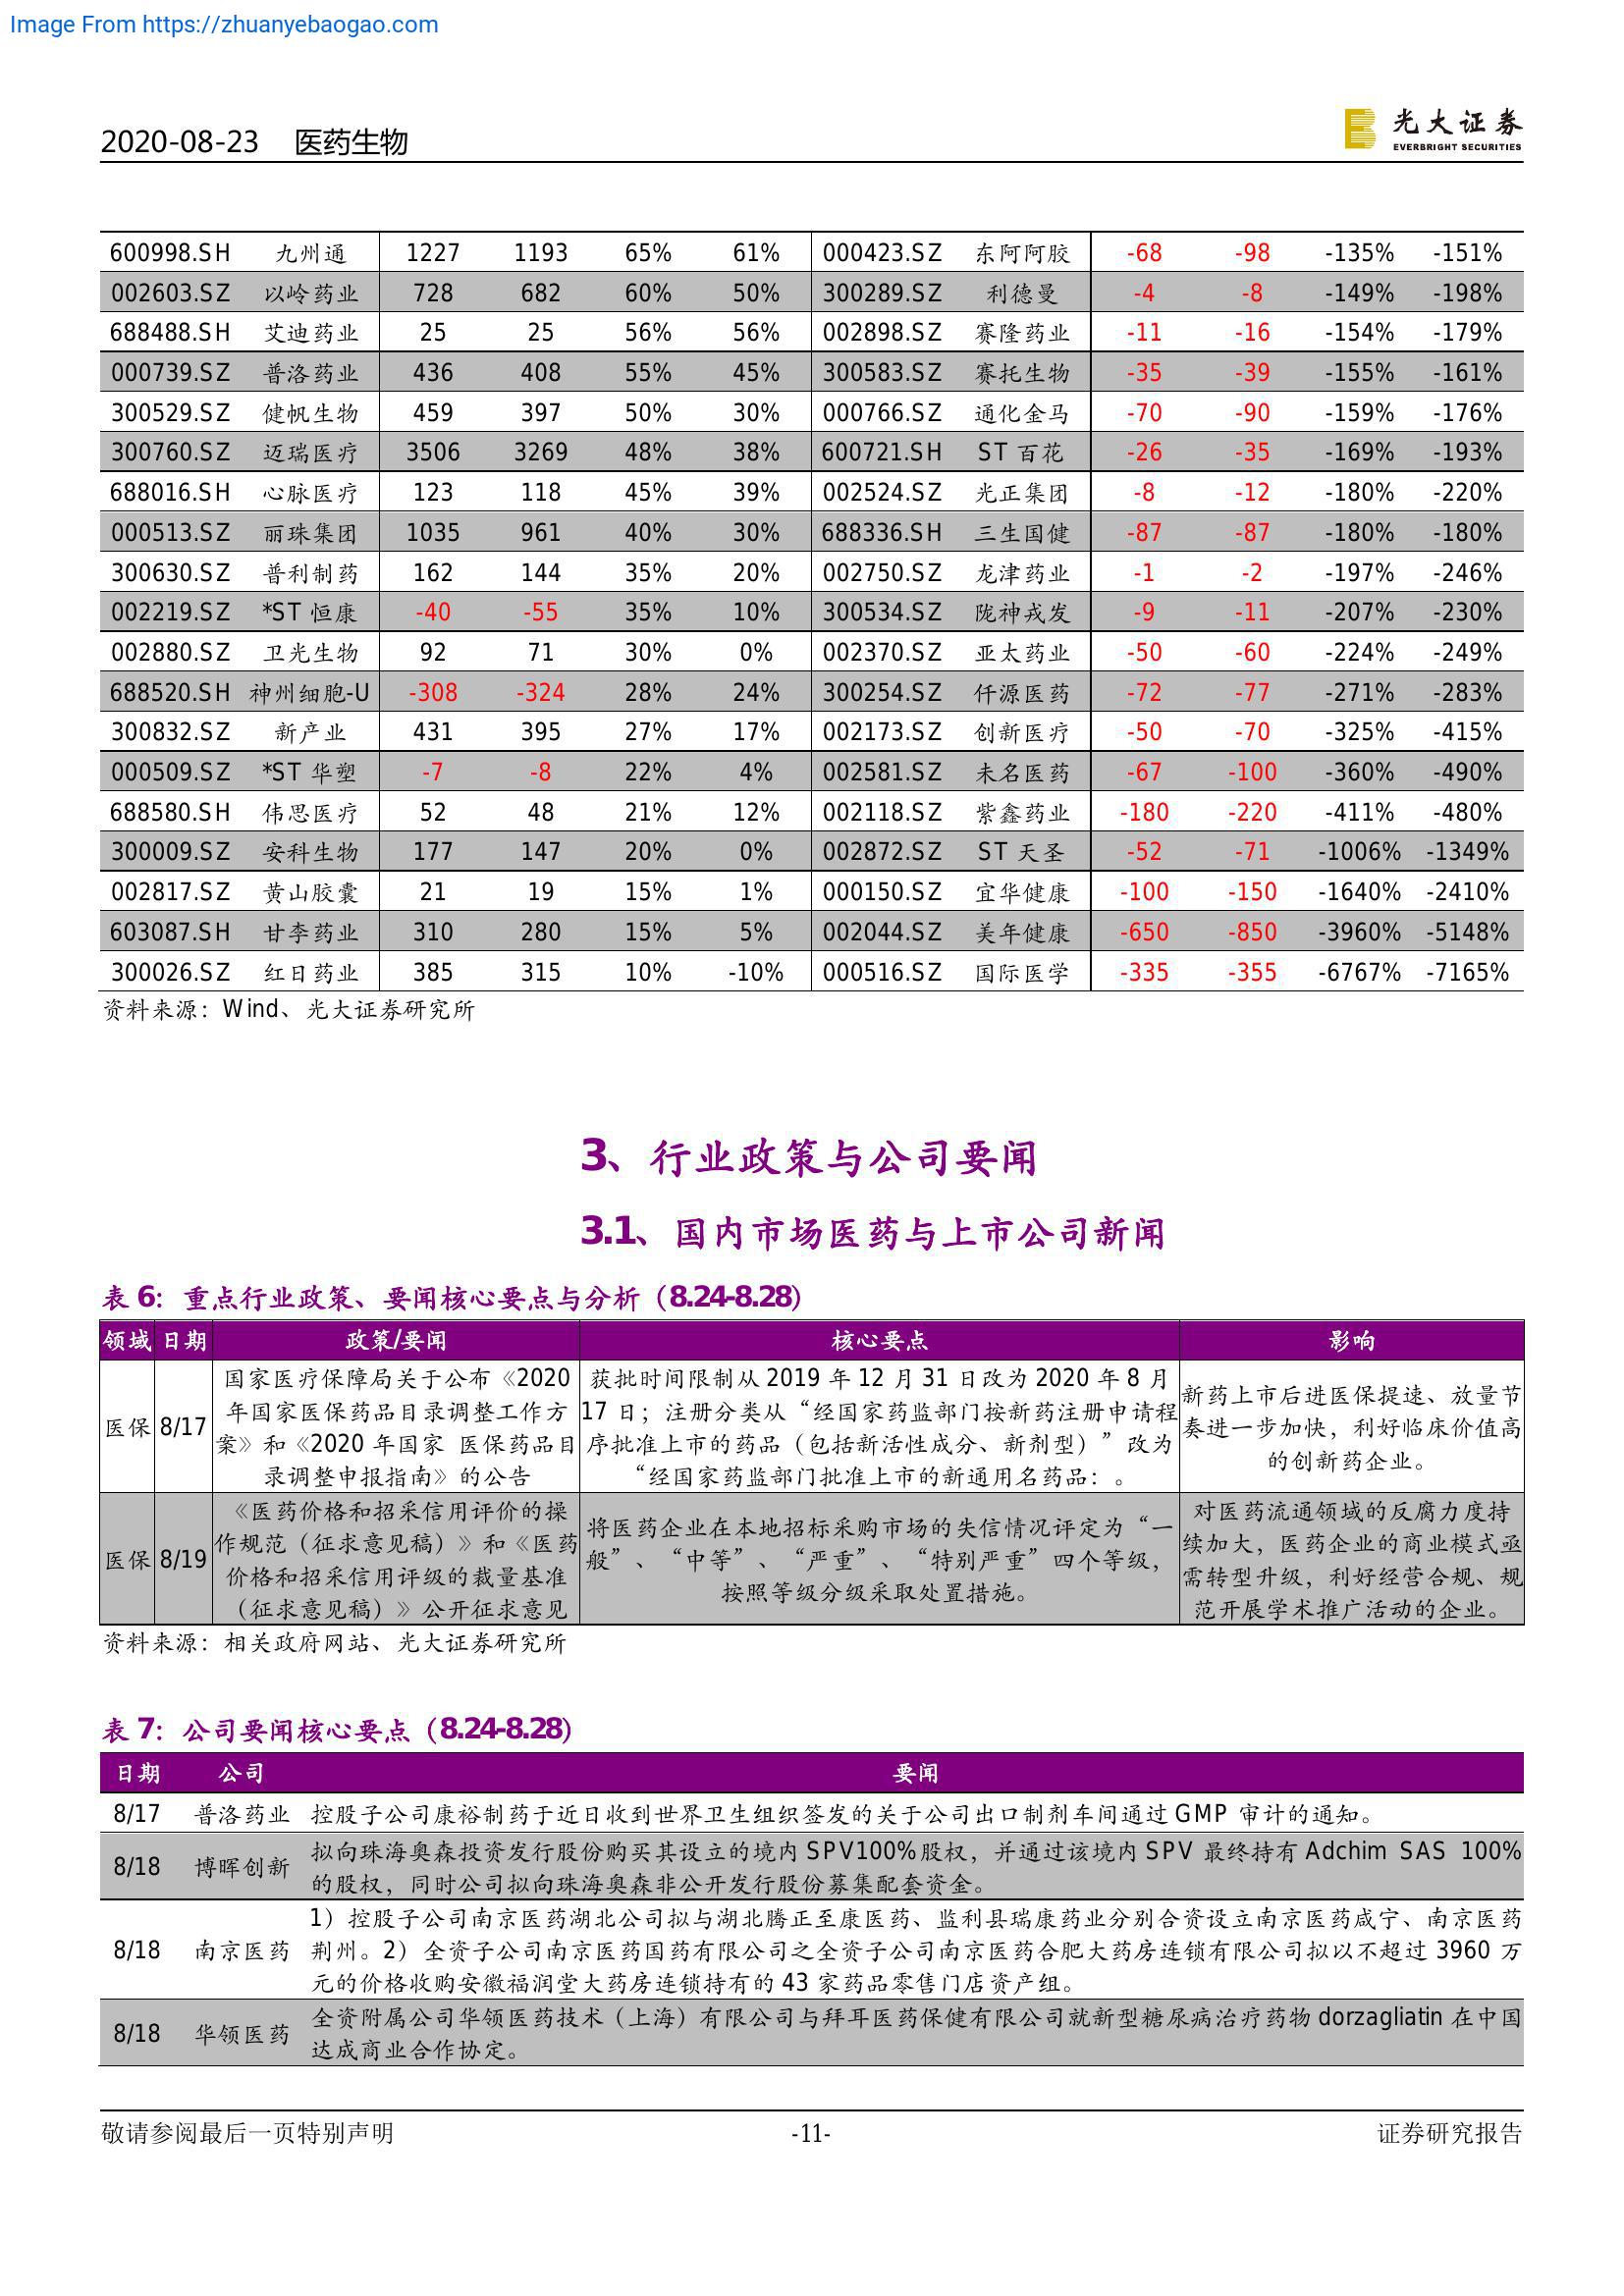 Image From https://zhuanyebaogao.com
2020-08-23 医药生物
光大证券
EVERBRIGHT SECURITIES
600998.SH 九州通 1227 1193 65% 61% 000423.SZ 东阿阿胶 -68 -98 -135% -151%
002603.SZ 以岭药业 728 682 60% 50% 300289.SZ 利德曼 -4 -8 -149% -198%
688488.SH 艾迪药业 25 25 56% 56% 002898.SZ 赛隆药业 -11 -16 -154% -179%
000739.SZ 普洛药业 436 408 55% 45% 300583.SZ 赛托生物 -35 -39 -155% -161%
300529.SZ 健帆生物 459 397 50% 30% 000766.SZ 通化金马 -70 -90 -159% -176%
300760.SZ 迈瑞医疗 3506 3269 48% 38% 600721.SH ST 百花 -26 -35 -169% -193%
688016.SH 心脉医疗 123 118 45% 39% 002524.SZ 光正集团 -8 -12 -180% -220%
000513.SZ 丽珠集团 1035 961 40% 30% 688336.SH 三生国健 -87 -87 -180% -180%
300630.SZ 普利制药 162 144 35% 20% 002750.SZ 龙津药业 -1 -2 -197% -246%
002219.SZ *ST 恒康 -40 -55 35% 10% 300534.SZ 陇神戎发 -9 -11 -207% -230%
002880.SZ 卫光生物 92 71 30% 0% 002370.SZ 亚太药业 -50 -60 -224% -249%
688520.SH 神州细胞-U -308 -324 28% 24% 300254.SZ 仟源医药 -72 -77 -271% -283%
300832.SZ 新产业 431 395 27% 17% 002173.SZ 创新医疗 -50 -70 -325% -415%
000509.SZ *ST 华塑 -7 -8 22% 4% 002581.SZ 未名医药 -67 -100 -360% -490%
688580.SH 伟思医疗 52 48 21% 12% 002118.SZ 紫鑫药业 -180 -220 -411% -480%
300009.SZ 安科生物 177 147 20% 0% 002872.SZ ST 天圣 -52 -71 -1006% -1349%
002817.SZ 黄山胶囊 21 19 15% 1% 000150.SZ 宜华健康 -100 -150 -1640% -2410%
603087.SH 甘李药业 310 280 15% 5% 002044.SZ 美年健康 -650 -850 -3960% -5148%
300026.SZ 红日药业 385 315 10% -10% 000516.SZ 国际医学 -335 -355 -6767% -7165%
资料来源：Wind、光大证券研究所
3、行业政策与公司要闻
3.1、国内市场医药与上市公司新闻
表 6：重点行业政策、要闻核心要点与分析（8.24-8.28）
领域 日期 政策/要闻 核心要点 影响
医保 8/17
国家医疗保障局关于公布《2020
年国家医保药品目录调整工作方
案》和《2020 年国家 医保药品目
录调整申报指南》的公告
获批时间限制从 2019 年 12 月 31 日改为 2020 年 8 月
17 日；注册分类从“经国家药监部门按新药注册申请程
序批准上市的药品（包括新活性成分、新剂型）” 改为
“经国家药监部门批准上市的新通用名药品：。
新药上市后进医保提速、放量节
奏进一步加快，利好临床价值高
的创新药企业。
医保 8/19
《医药价格和招采信用评价的操
作规范（征求意见稿）》和《医药
价格和招采信用评级的裁量基准
（征求意见稿）》公开征求意见
将医药企业在本地招标采购市场的失信情况评定为“一
般”、“中等”、“严重”、“特别严重”四个等级，
按照等级分级采取处置措施。
对医药流通领域的反腐力度持
续加大，医药企业的商业模式亟
需转型升级，利好经营合规、规
范开展学术推广活动的企业。
资料来源：相关政府网站、光大证券研究所
表 7：公司要闻核心要点（8.24-8.28）
日期 公司 要闻
8/17 普洛药业 控股子公司康裕制药于近日收到世界卫生组织签发的关于公司出口制剂车间通过 GMP 审计的通知。
8/18 博晖创新
拟向珠海奥森投资发行股份购买其设立的境内 SPV100%股权，并通过该境内 SPV 最终持有 Adchim SAS 100%
的股权，同时公司拟向珠海奥森非公开发行股份募集配套资金。
8/18 南京医药
1）控股子公司南京医药湖北公司拟与湖北腾正至康医药、监利县瑞康药业分别合资设立南京医药咸宁、南京医药
荆州。2）全资子公司南京医药国药有限公司之全资子公司南京医药合肥大药房连锁有限公司拟以不超过 3960 万
元的价格收购安徽福润堂大药房连锁持有的 43 家药品零售门店资产组。
8/18 华领医药
全资附属公司华领医药技术（上海）有限公司与拜耳医药保健有限公司就新型糖尿病治疗药物 dorzagliatin 在中国
达成商业合作协定。
敬请参阅最后一页特别声明 -11- 证券研究报告